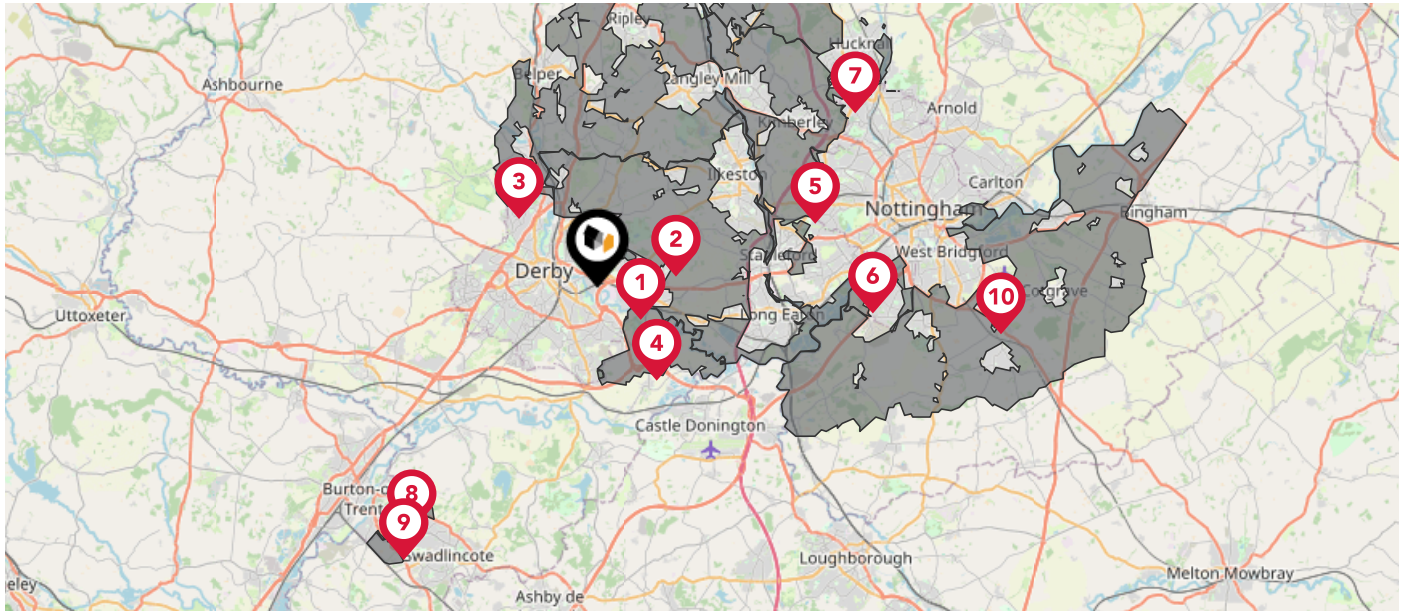 Ripley
Hucknall
Ashbourne
Belper
Langley Mill
7
Arnold
Kimberley
3
Ilkeston
5
Carlton
Nottingham
Bingham
2
Derby
Stapleford
West Bridgford
1
6
10
Cotgrave
Uttoxeter
Long Eaton
4
Castle Donington
8
Burton-o
Trent
9
Swadlincote
Loughborough
Melton Mowbray
eley
Ashby de